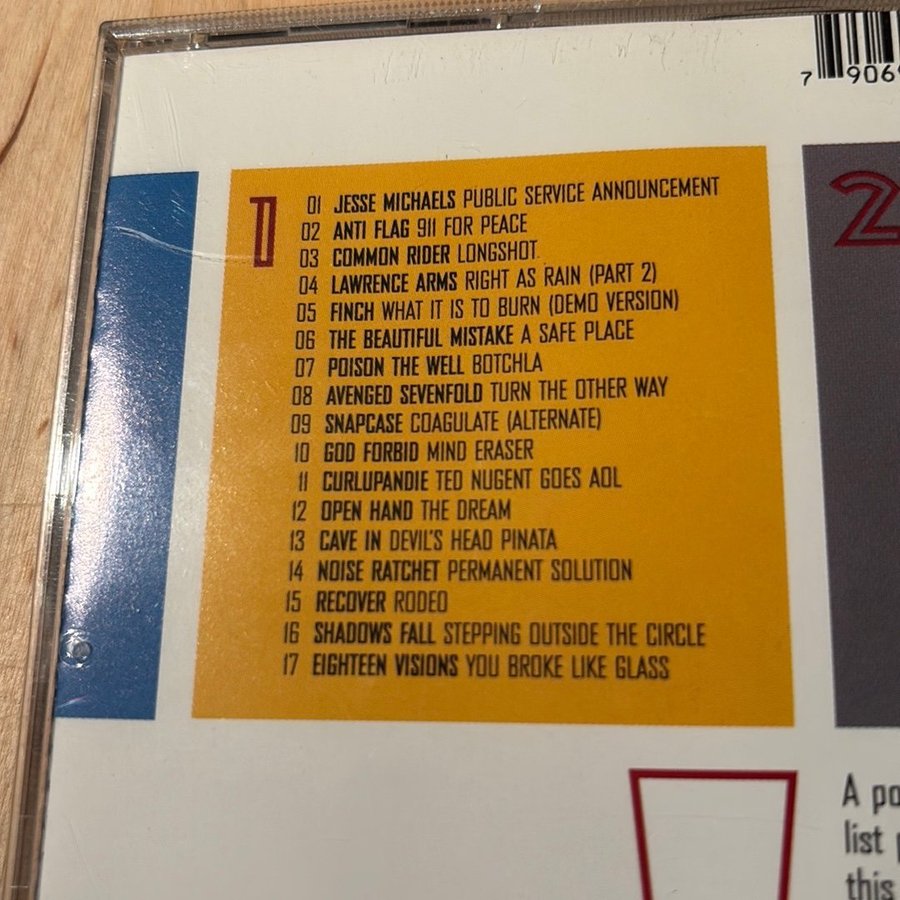 7 906
1
01 JESSE MICHAELS PUBLIC SERVICE ANNOUNCEMENT
02 ANTI FLAG 911 FOR PEACE
03 COMMON RIDER LONGSHOT
04 LAWRENCE ARMS RIGHT AS RAIN (PART 2)
05 FINCH WHAT IT IS TO BURN (DEMO VERSION)
06 THE BEAUTIFUL MISTAKE A SAFE PLACE
07 POISON THE WELL BOTCHLA
08 AVENGED SEVENFOLD TURN THE OTHER WAY
09 SNAPCASE COAGULATE (ALTERNATE)
10 GOD FORBID MIND ERASER
11 CURLUPANDIE TED NUGENT GOES AOL
12 OPEN HAND THE DREAM
13 CAVE IN DEVIL'S HEAD PINATA
14 NOISE RATCHET PERMANENT SOLUTION
15 RECOVER RODEO
16 SHADOWS FALL STEPPING OUTSIDE THE CIRCLE
17 EIGHTEEN VISIONS YOU BROKE LIKE GLASS
2
A po
list
this